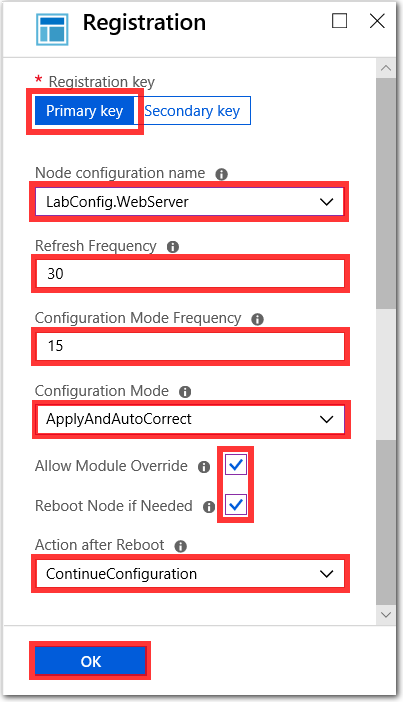 Registration
* Registration key
Primary key Secondary key
Node configuration name
LabConfig.WebServer
Refresh Frequency
30
Configuration Mode Frequency
15
Configuration Mode
ApplyAndAutoCorrect
Allow Module Override
Reboot Node if Needed
Action after Reboot
ContinueConfiguration
OK